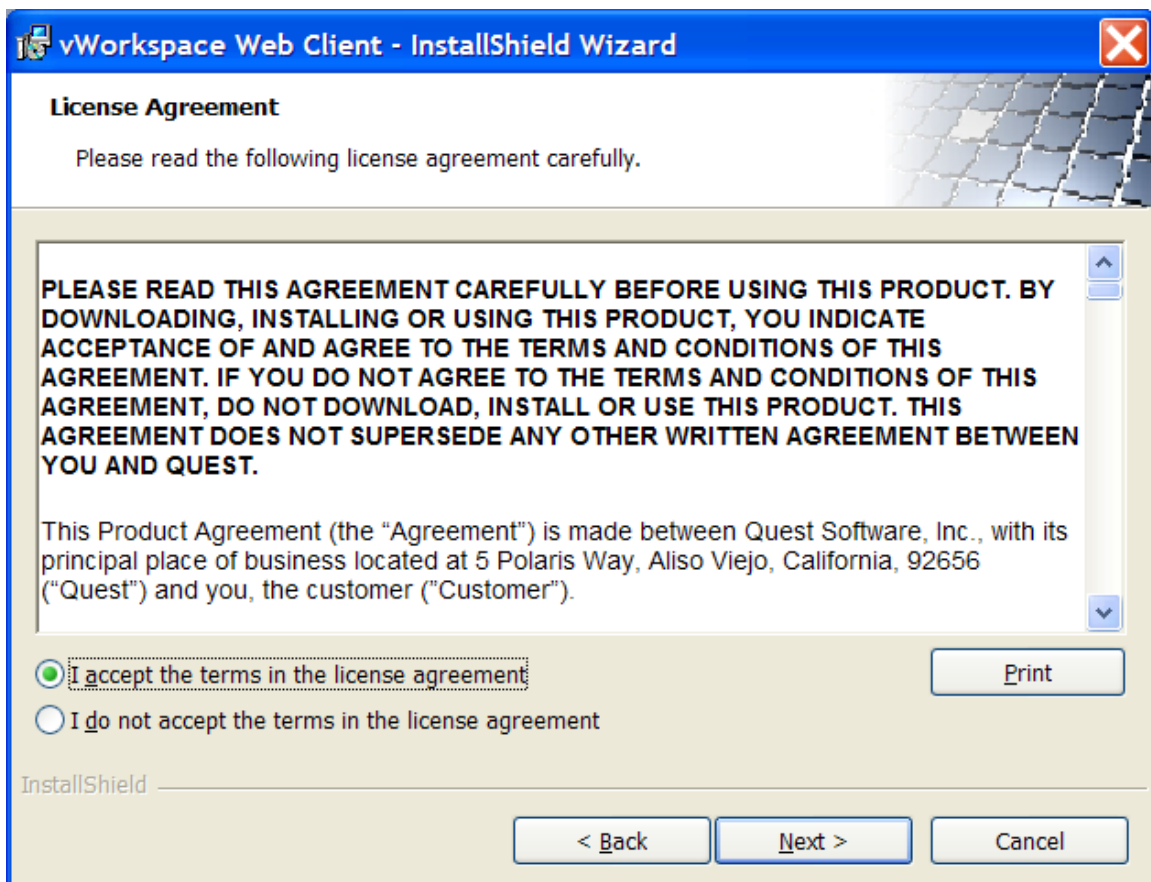 vWorkspace Web Client - InstallShield Wizard
License Agreement
Please read the following license agreement carefully.
PLEASE READ THIS AGREEMENT CAREFULLY BEFORE USING THIS PRODUCT. BY
DOWNLOADING, INSTALLING OR USING THIS PRODUCT, YOU INDICATE
ACCEPTANCE OF AND AGREE TO THE TERMS AND CONDITIONS OF THIS
AGREEMENT. IF YOU DO NOT AGREE TO THE TERMS AND CONDITIONS OF THIS
AGREEMENT, DO NOT DOWNLOAD, INSTALL OR USE THIS PRODUCT. THIS
AGREEMENT DOES NOT SUPERSEDE ANY OTHER WRITTEN AGREEMENT BETWEEN
YOU AND QUEST.
This Product Agreement (the “Agreement”) is made between Quest Software, Inc., with its
principal place of business located at 5 Polaris Way, Aliso Viejo, California, 92656
(“Quest”) and you, the customer (”Customer”).
I accept the terms in the license agreement
Print
I do not accept the terms in the license agreement
InstallShield
< Back
Next >
Cancel